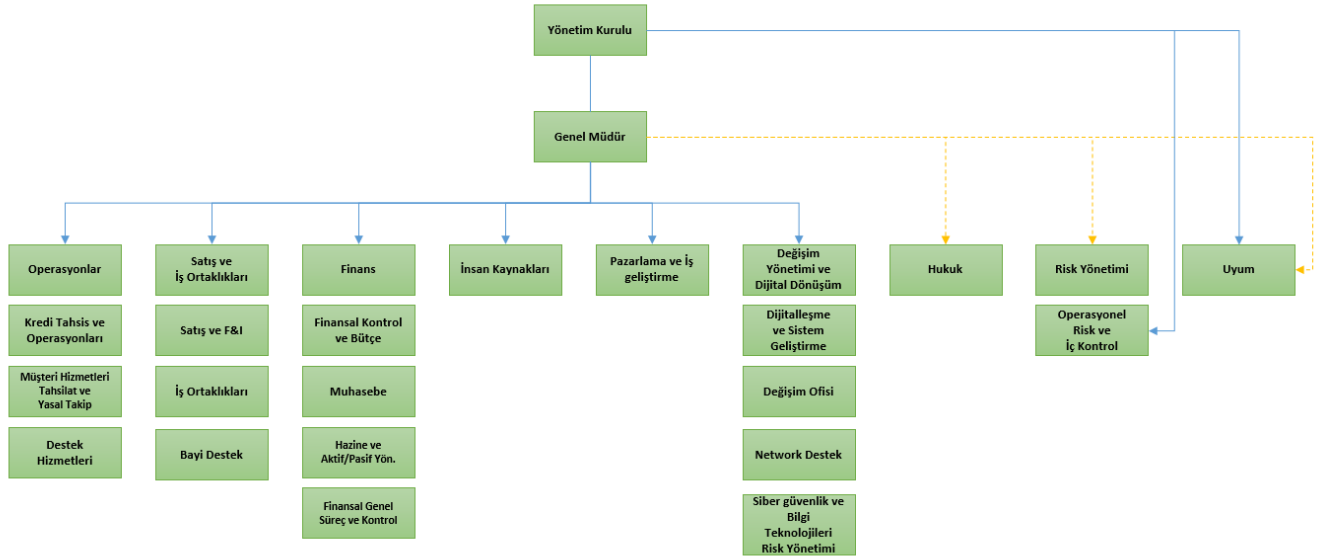 Yönetim Kurulu
Genel Müdür
Operasyonlar
Satış ve
İş Ortaklıkları
Finans
İnsan Kaynakları
Pazarlama ve İş
geliştirme
Değişim
Yönetimi ve
Dijital Dönüşüm
Hukuk
Risk Yönetimi
Uyum
Kredi Tahsis ve
Operasyonları
Satış ve F&I
Finansal Kontrol
ve Bütçe
Dijitalleşme
ve Sistem
Geliştirme
Operasyonel
Risk ve
İç Kontrol
Müşteri Hizmetleri
Tahsilat ve
Yasal Takip
İş Ortaklıkları
Muhasebe
Değişim Ofisi
Destek
Hizmetleri
Bayi Destek
Hazine ve
Aktif/Pasif Yön.
Network Destek
Finansal Genel
Süreç ve Kontrol
Siber güvenlik ve
Bilgi
Teknolojileri
Risk Yönetimi